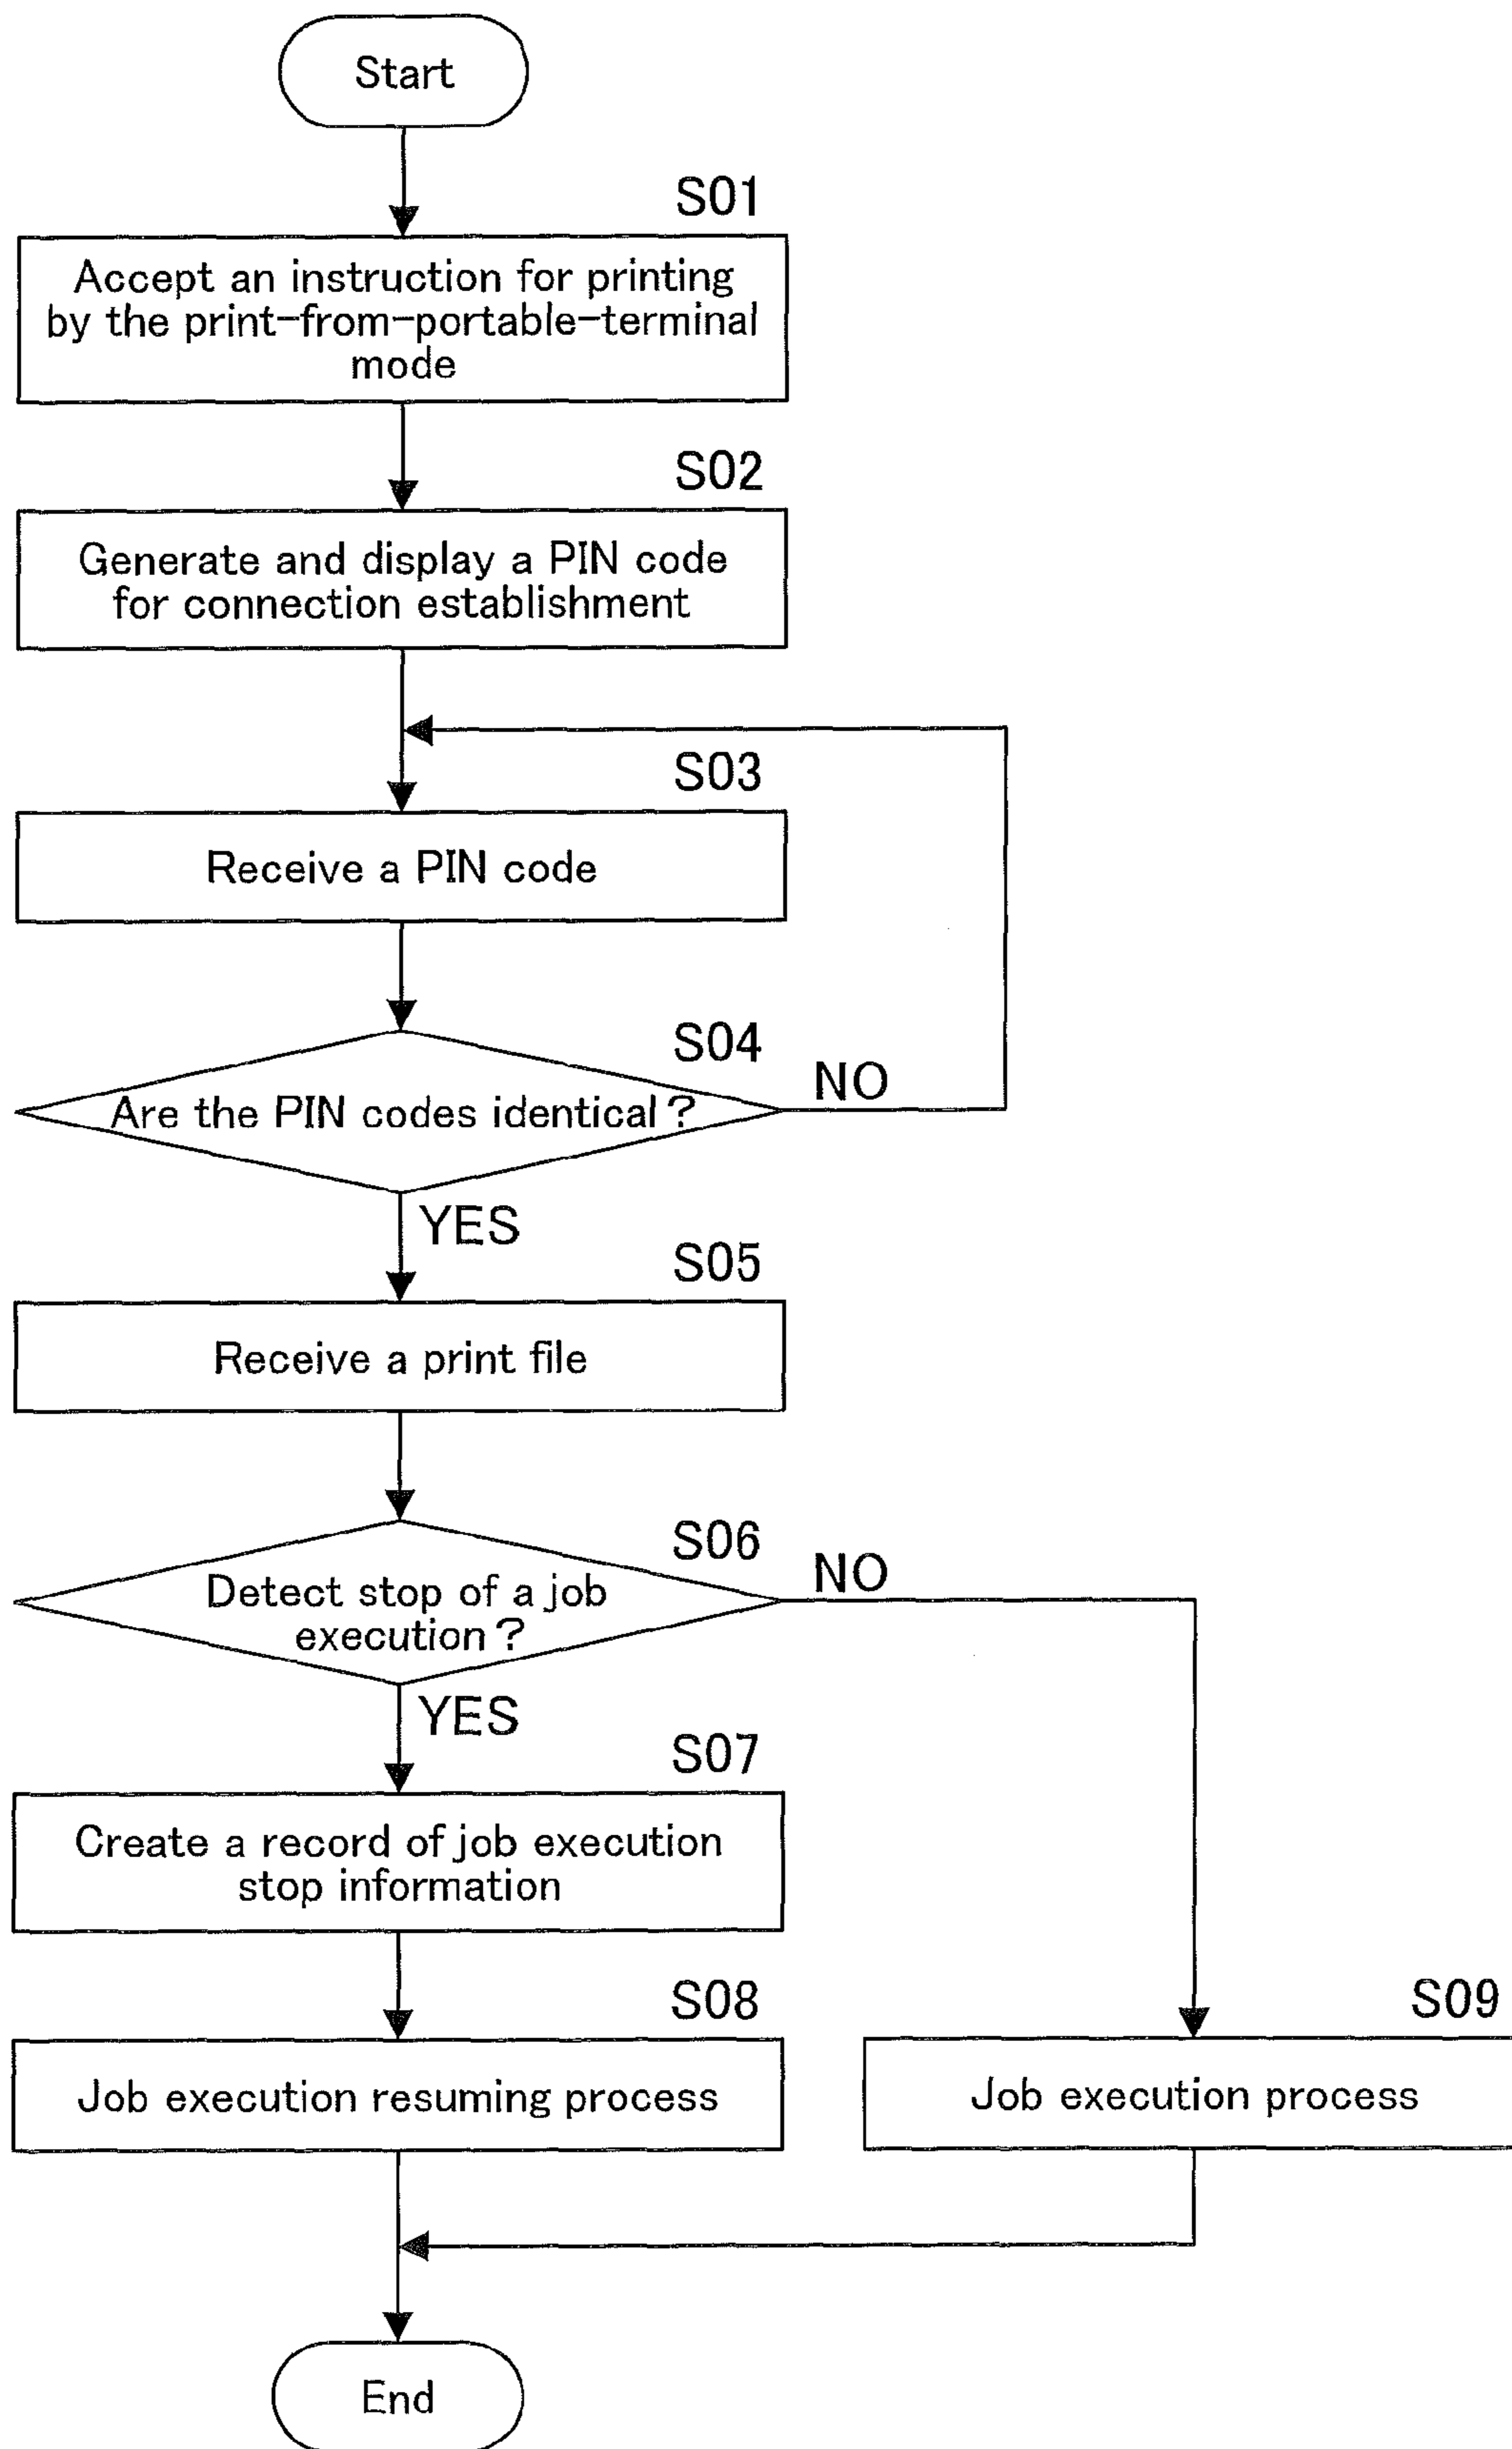 Start
S01
Accept an instruction for printing
by the print-from-portable-terminal
mode
S02
Generate and display a PIN code
for connection establishment
S03
Receive a PIN code
S04
Are the PIN codes identical?
NO
YES
S05
Receive a print file
S06
Detect stop of a job
execution?
NO
YES
S07
Create a record of job execution
stop information
S08
Job execution resuming process
S09
Job execution process
End